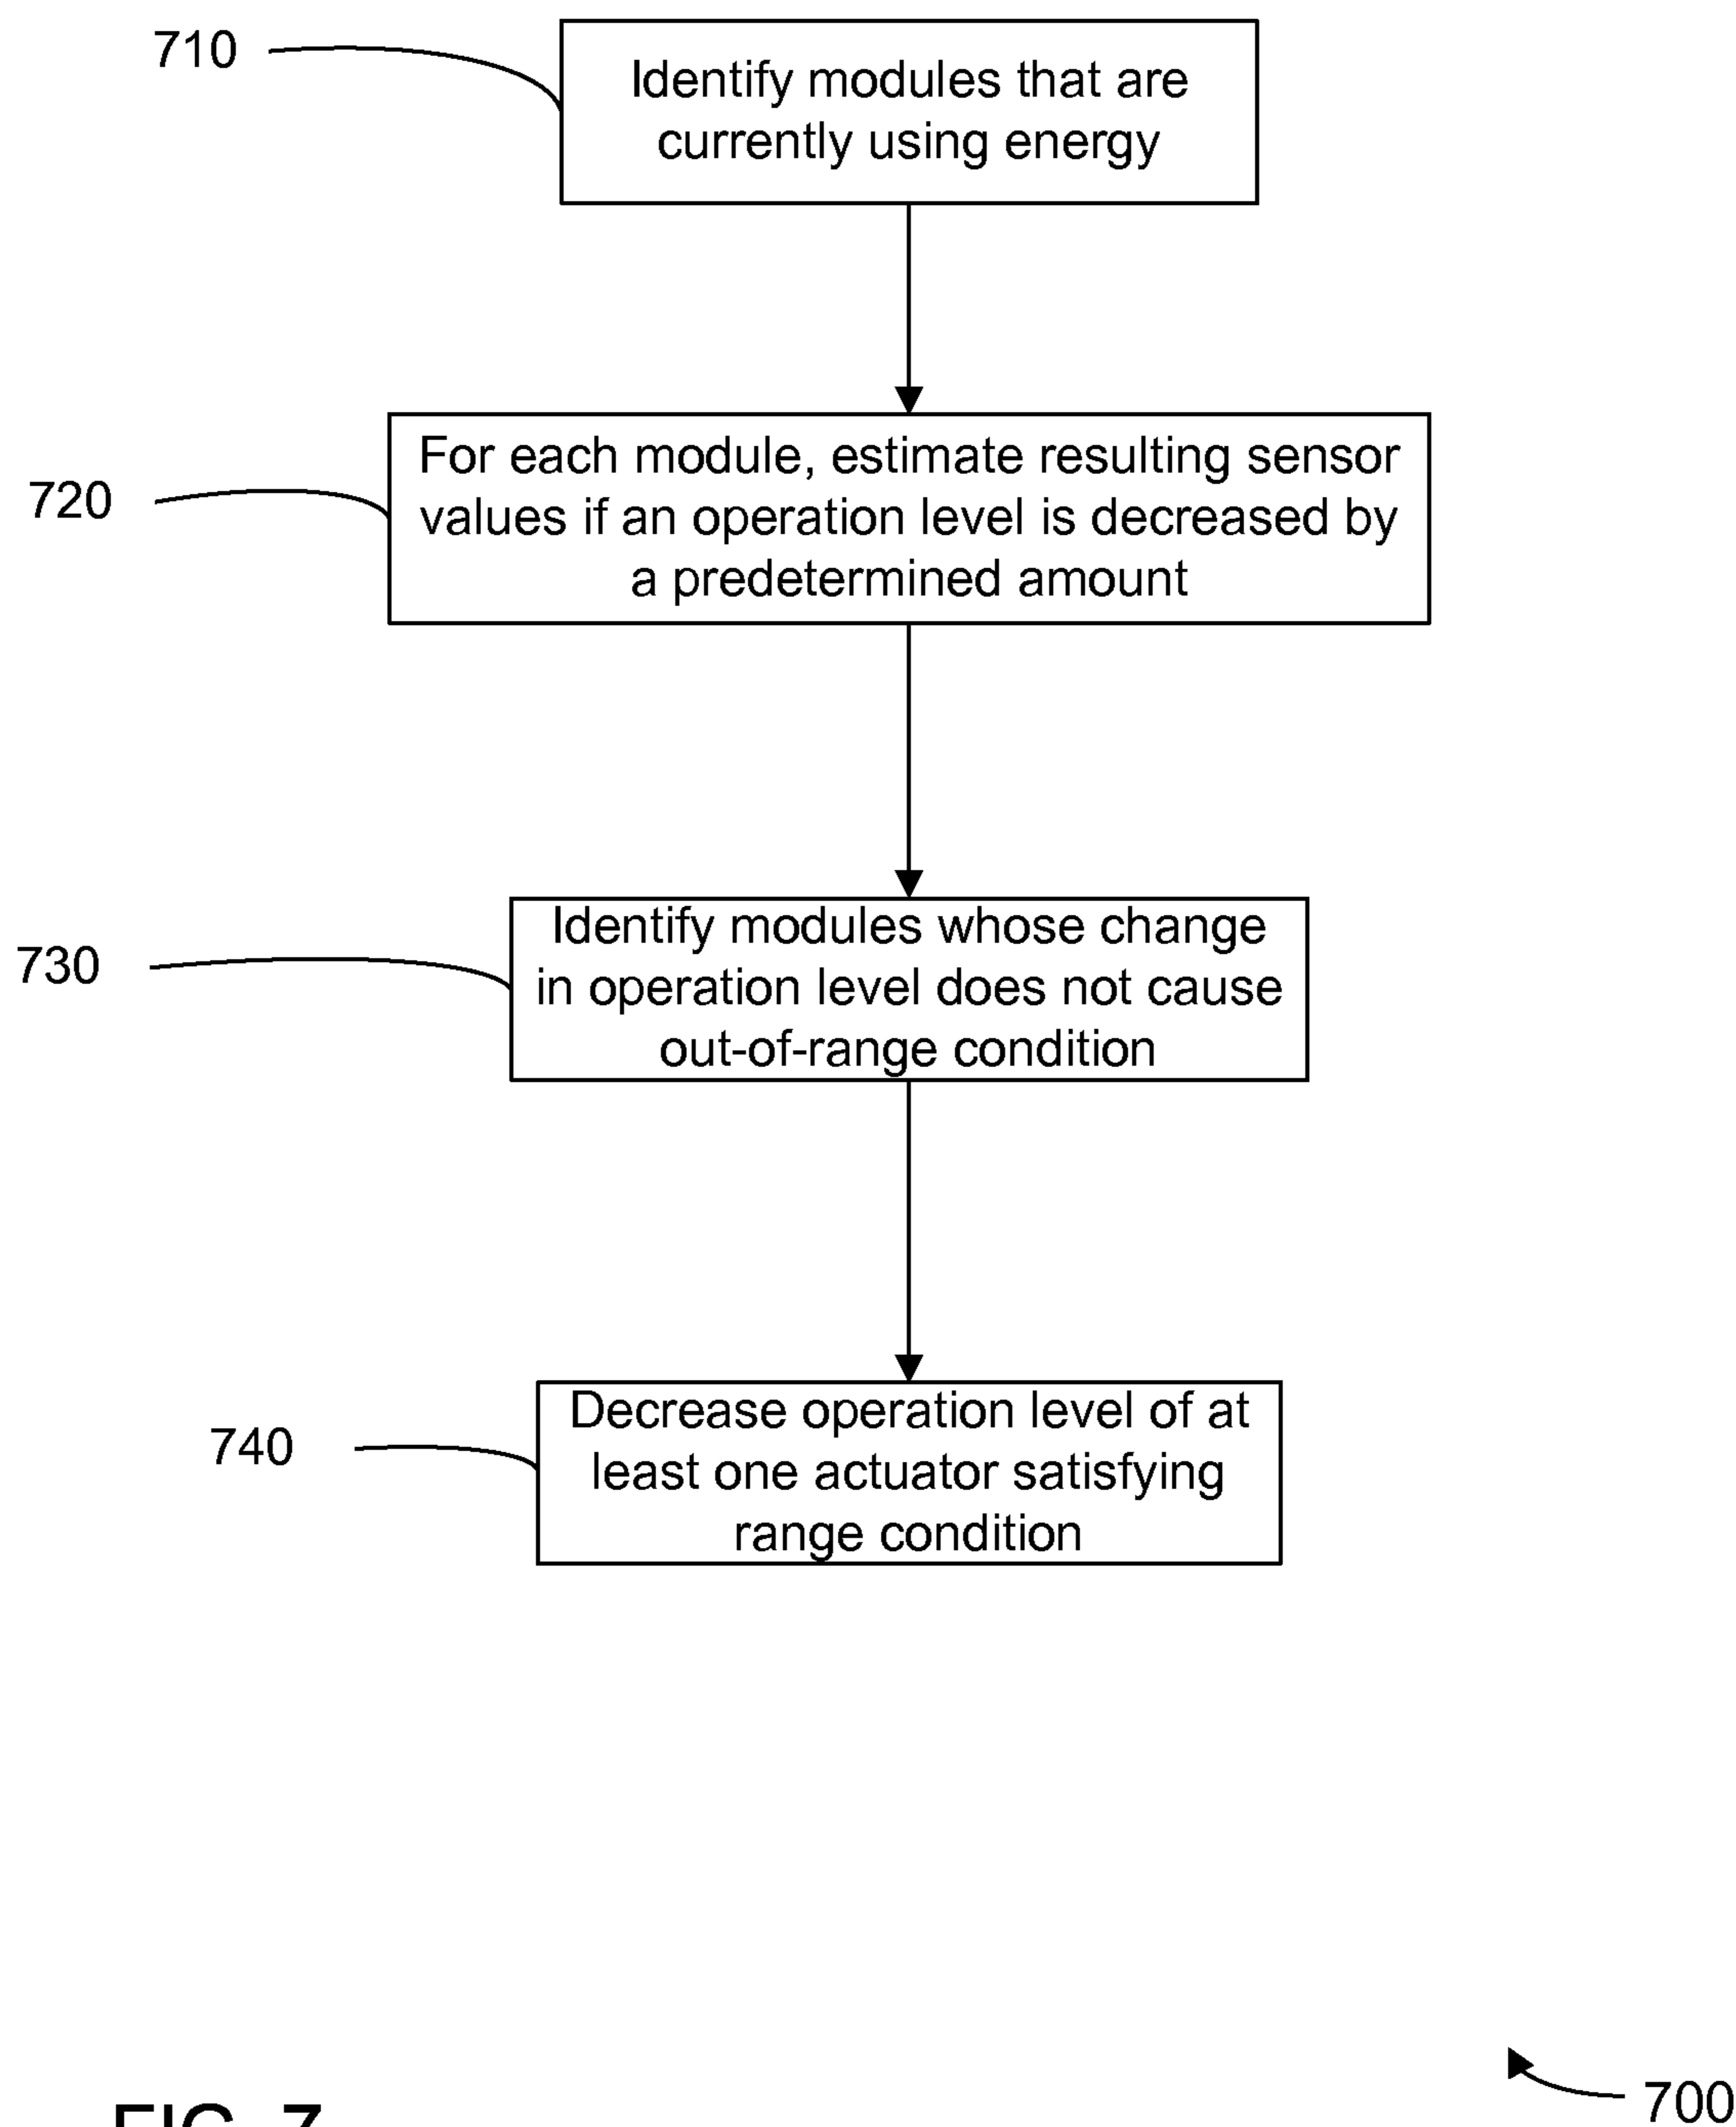 710
Identify modules that are
currently using energy
720
For each module, estimate resulting sensor
values if an operation level is decreased by
a predetermined amount
730
Identify modules whose change
in operation level does not cause
out-of-range condition
740
Decrease operation level of at
least one actuator satisfying
range condition
700
FIG. 7